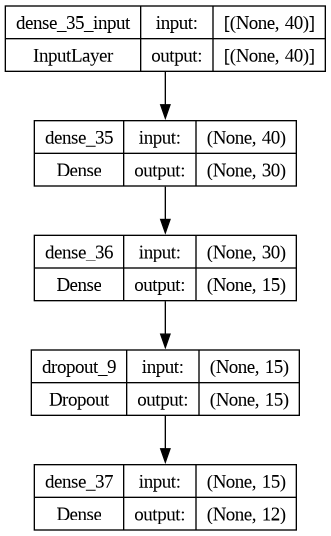 dense_35_input input: [(None, 40)]
InputLayer output: [(None, 40)]
dense_35 input: (None, 40)
Dense output: (None, 30)
dense_36 input: (None, 30)
Dense output: (None, 15)
dropout_9 input: (None, 15)
Dropout output: (None, 15)
dense_37 input: (None, 15)
Dense output: (None, 12)